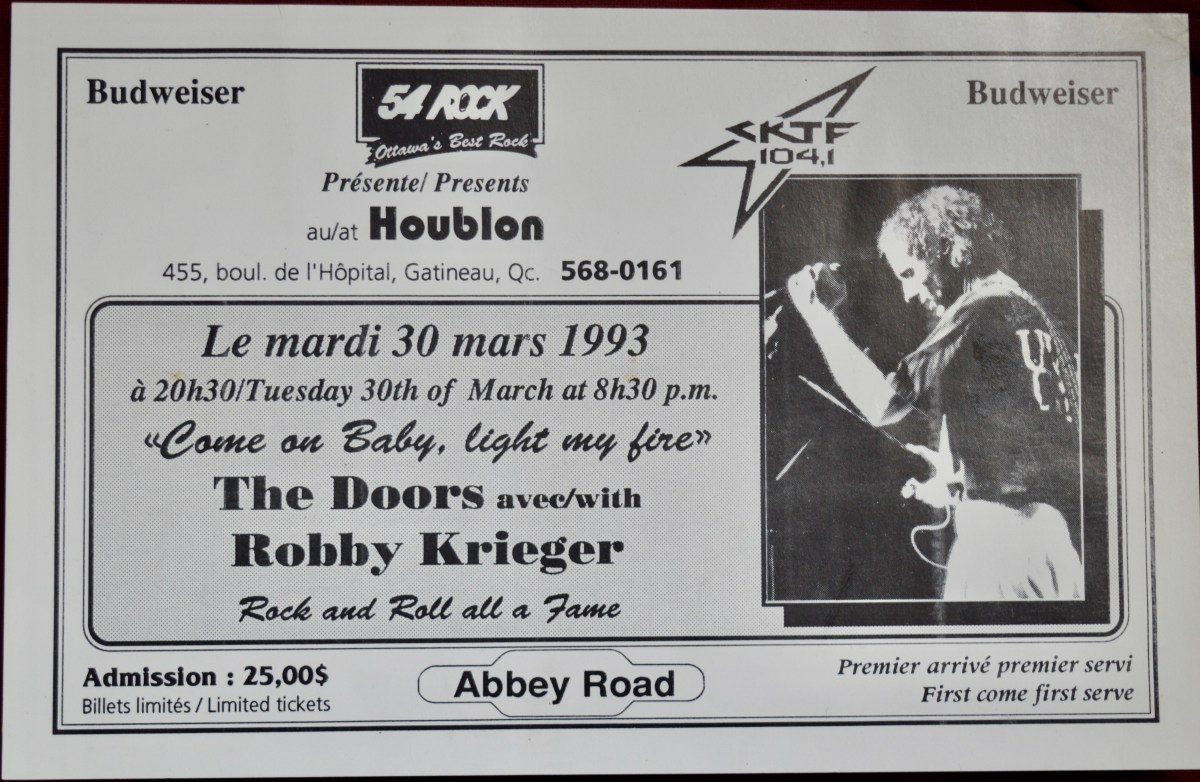 Budweiser
54 ROCK
Ottawa's Best Rock
CKTF
104,1
Budweiser
Présente/ Presents
au/at Houblon
455, boul. de l'Hôpital, Gatineau, Qc. 568-0161
Le mardi 30 mars 1993
à 20h30/Tuesday 30th of March at 8h30 p.m.
«Come on Baby, light my fire»
The Doors avec/with
Robby Krieger
Rock and Roll all a Fame
Admission : 25,00$
Billets limités / Limited tickets
Abbey Road
Premier arrivé premier servi
First come first serve